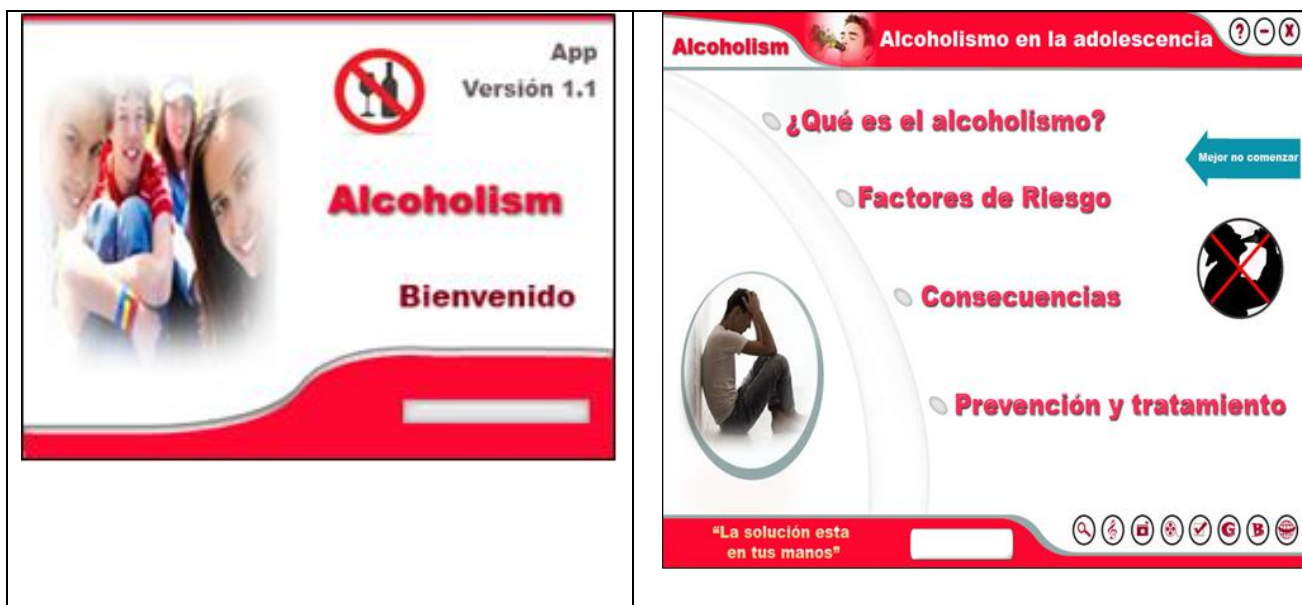 App
Versión 1.1
Alcoholism
Bienvenido
Alcoholism
Alcoholismo en la adolescencia
? – X
¿Qué es el alcoholismo?
Mejor no comenzar
Factores de Riesgo
Consecuencias
Prevención y tratamiento
“La solución esta
en tus manos”
G B